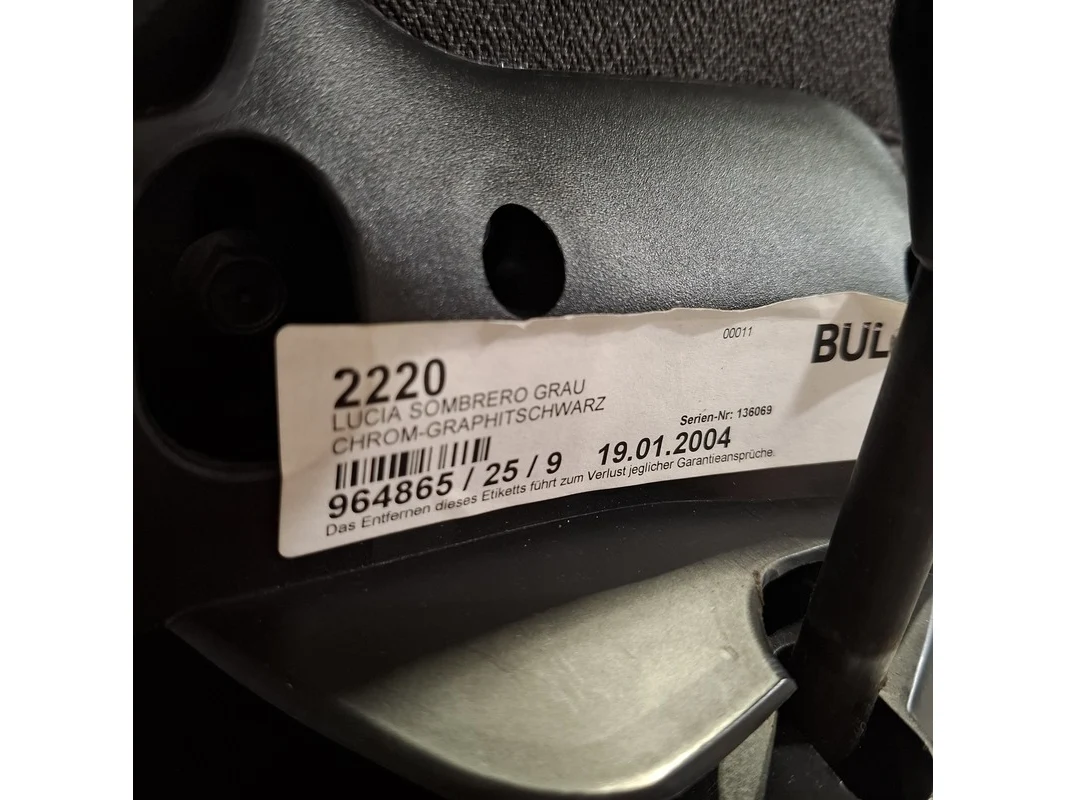 00011
BUL
2220
LUCIA SOMBRERO GRAU
CHROM-GRAPHITSCHWARZ
Serien-Nr: 136069
964865 / 25 / 9 19.01.2004
Das Entfernen dieses Etiketts führt zum Verlust jeglicher Garantieansprüche.